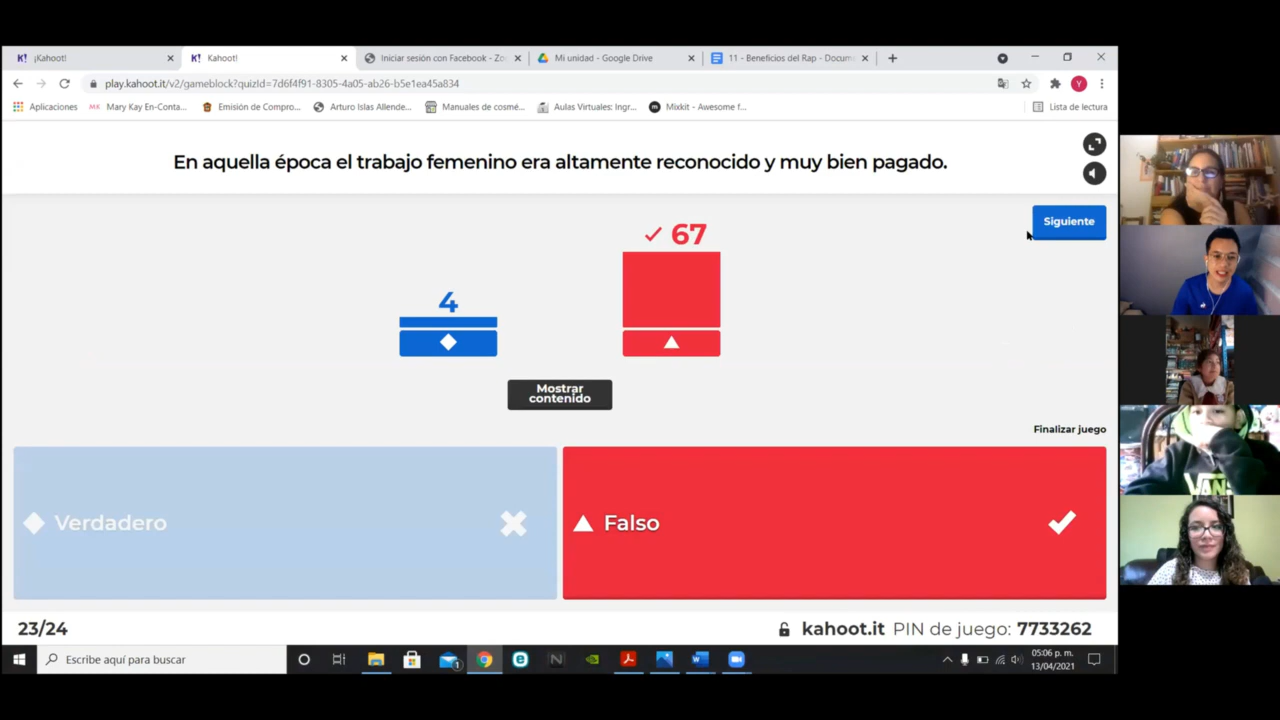 K! ¡Kahoot!
K! Kahoot!
Iniciar sesión con Facebook - Zo
Mi unidad - Google Drive
11 - Beneficios del Rap - Docum
play.kahoot.it/v2/gameblock?quizId=7d6f4f91-8305-4a05-ab26-b5e1ea45a834
Y
Aplicaciones
MK Mary Kay En-Conta...
Emisión de Compro...
Arturo Islas Allende...
Manuales de cosmé...
Aulas Virtuales: Ingr...
Mixkit - Awesome f...
Lista de lectura
En aquella época el trabajo femenino era altamente reconocido y muy bien pagado.
Siguiente
67
4
Mostrar
contenido
Finalizar juego
Verdadero
Falso
VANS
23/24
kahoot.it PIN de juego: 7733262
Escribe aquí para buscar
1
05:06 p. m.
13/04/2021